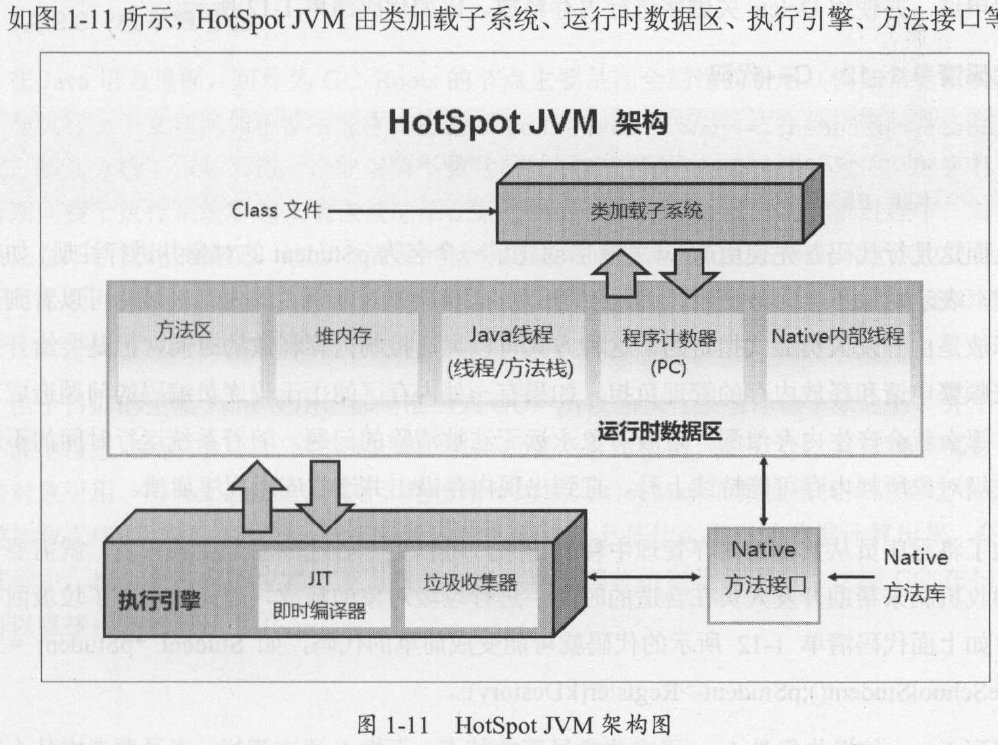 如图 1-11 所示，HotSpot JVM 由类加载子系统、运行时数据区、执行引擎、方法接口等
HotSpot JVM 架构
Class 文件
类加载子系统
方法区
堆内存
Java线程
(线程/方法栈)
程序计数器
(PC)
Native内部线程
运行时数据区
执行引擎
JIT
即时编译器
垃圾收集器
Native
方法接口
Native
方法库
图 1-11 HotSpot JVM 架构图